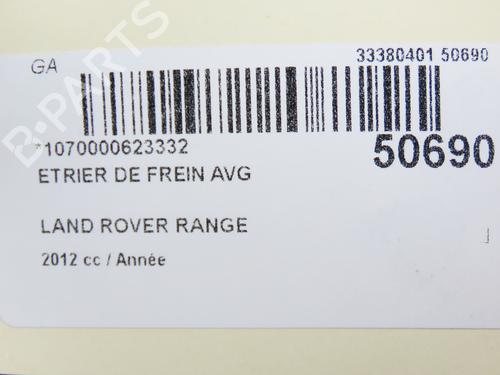 GA
33380401 50690
*1070000623332
50690
ETRIER DE FREIN AVG
LAND ROVER RANGE
2012 cc / Année
B-PARTS